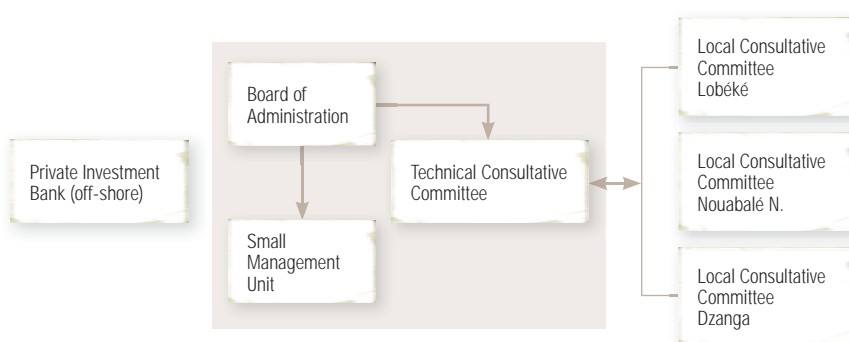 Private Investment
Bank (off-shore)
Board of
Administration
Small
Management
Unit
Technical Consultative
Committee
Local Consultative
Committee
Lobéké
Local Consultative
Committee
Nouabalé N.
Local Consultative
Committee
Dzanga